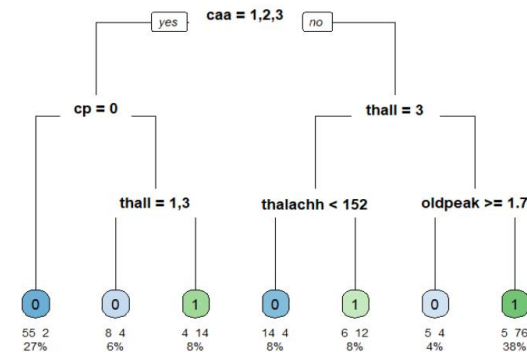 caa = 1,2,3
yes
no
cp = 0
thall = 3
thall = 1,3
thalachh < 152
oldpeak >= 1.7
0 0 1 0 1 0 1
55 2 8 4 4 14 14 4 6 12 5 4 5 76
27% 6% 8% 8% 8% 4% 38%